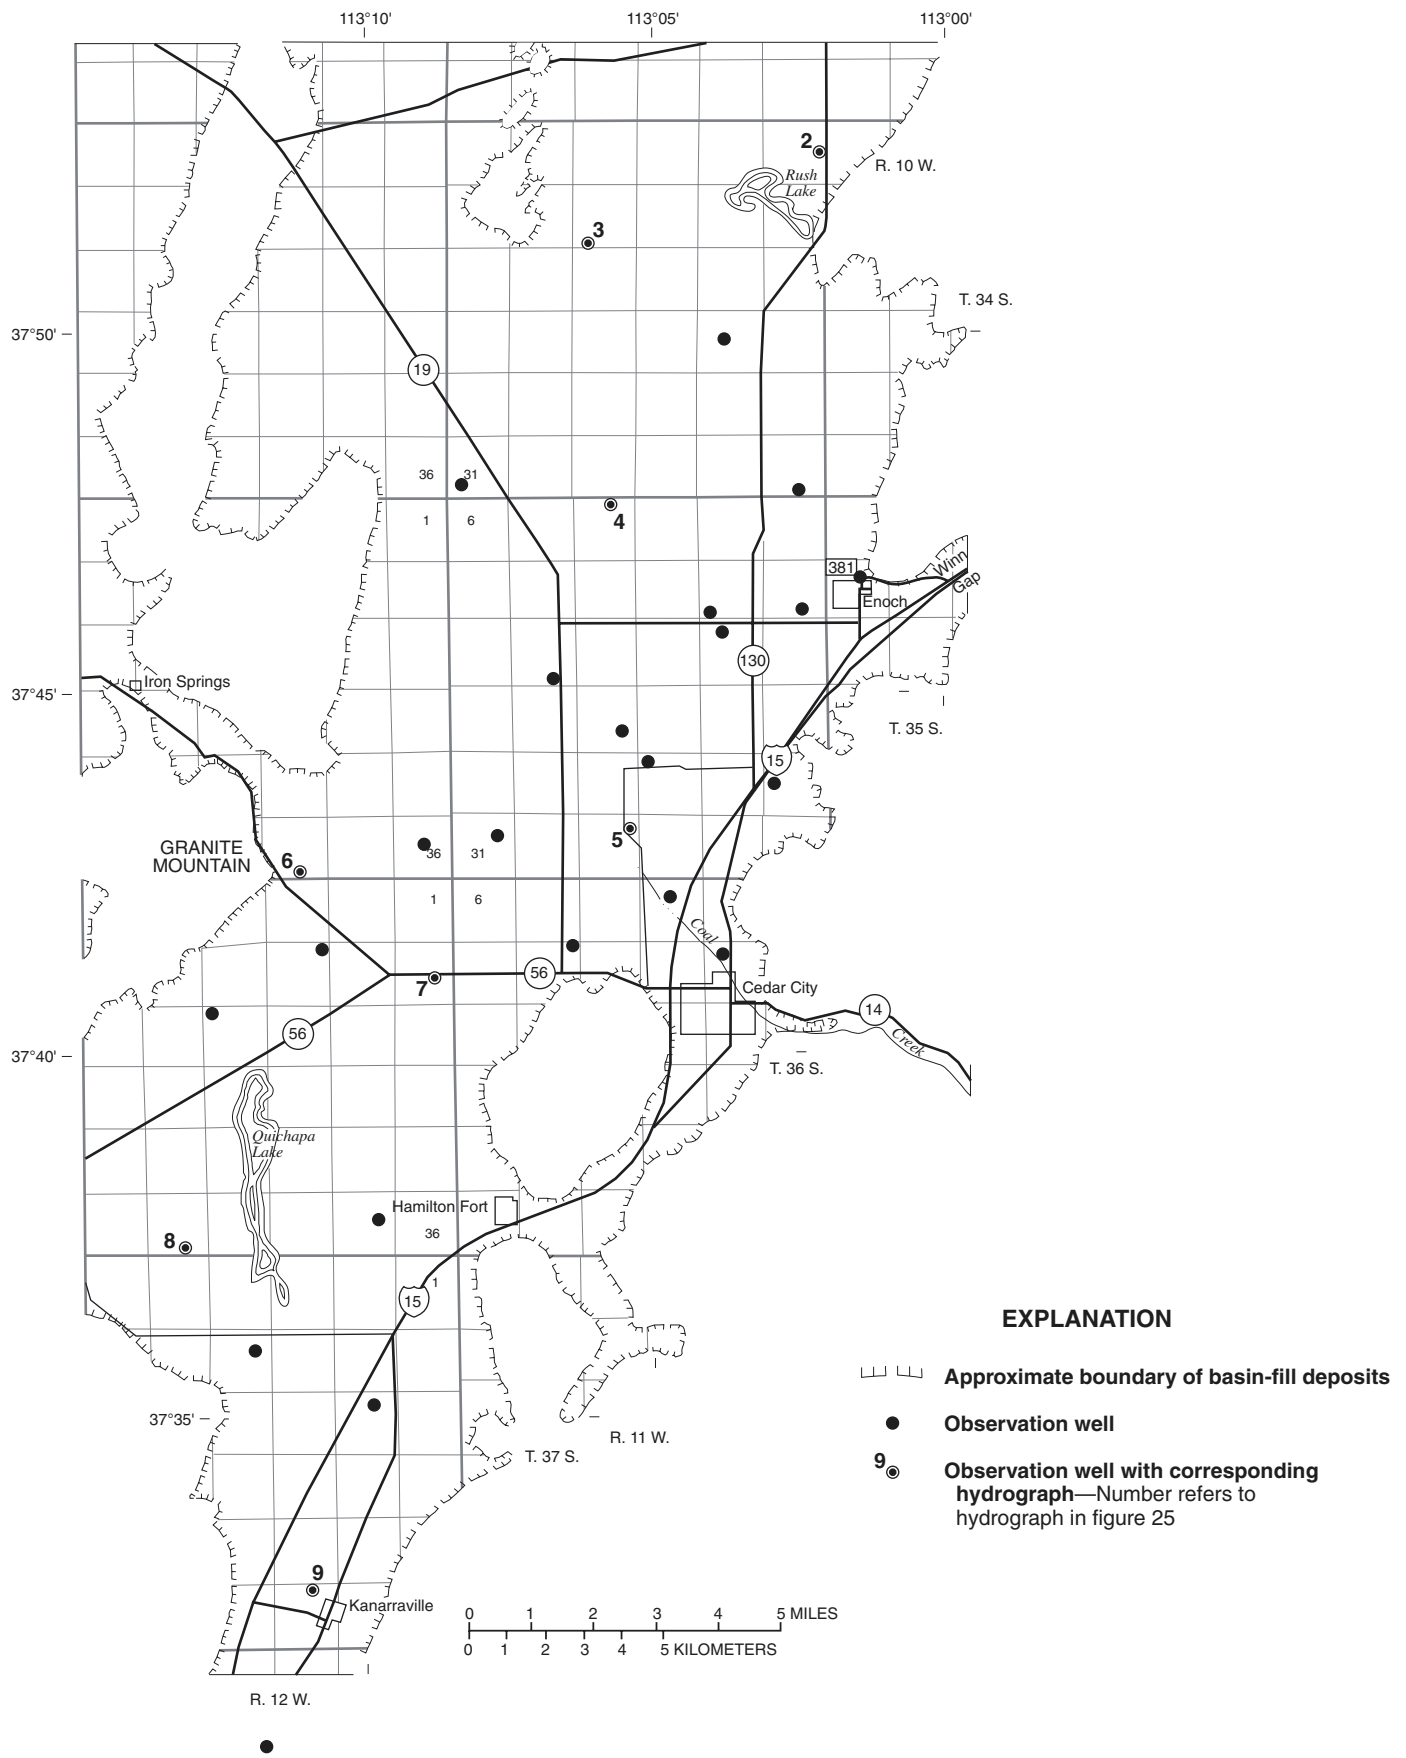 113°10' 113°05' 113°00'
2
R. 10 W.
Rush
Lake
3
T. 34 S.
37°50'
19
36 31
4
1 6
381
Winn
Gap
Enoch
130
Iron Springs
37°45'
T. 35 S.
15
5
GRANITE
MOUNTAIN
6
36 31
1 6
Coal
56
7
Cedar City
14
56
Creek
37°40'
T. 36 S.
Quichapa
Lake
Hamilton Fort
36
8
1
15
EXPLANATION
Approximate boundary of basin-fill deposits
37°35'
Observation well
R. 11 W.
T. 37 S.
9
Observation well with corresponding
hydrograph—Number refers to
hydrograph in figure 25
9
Kanarraville
0 1 2 3 4 5 MILES
0 1 2 3 4 5 KILOMETERS
R. 12 W.